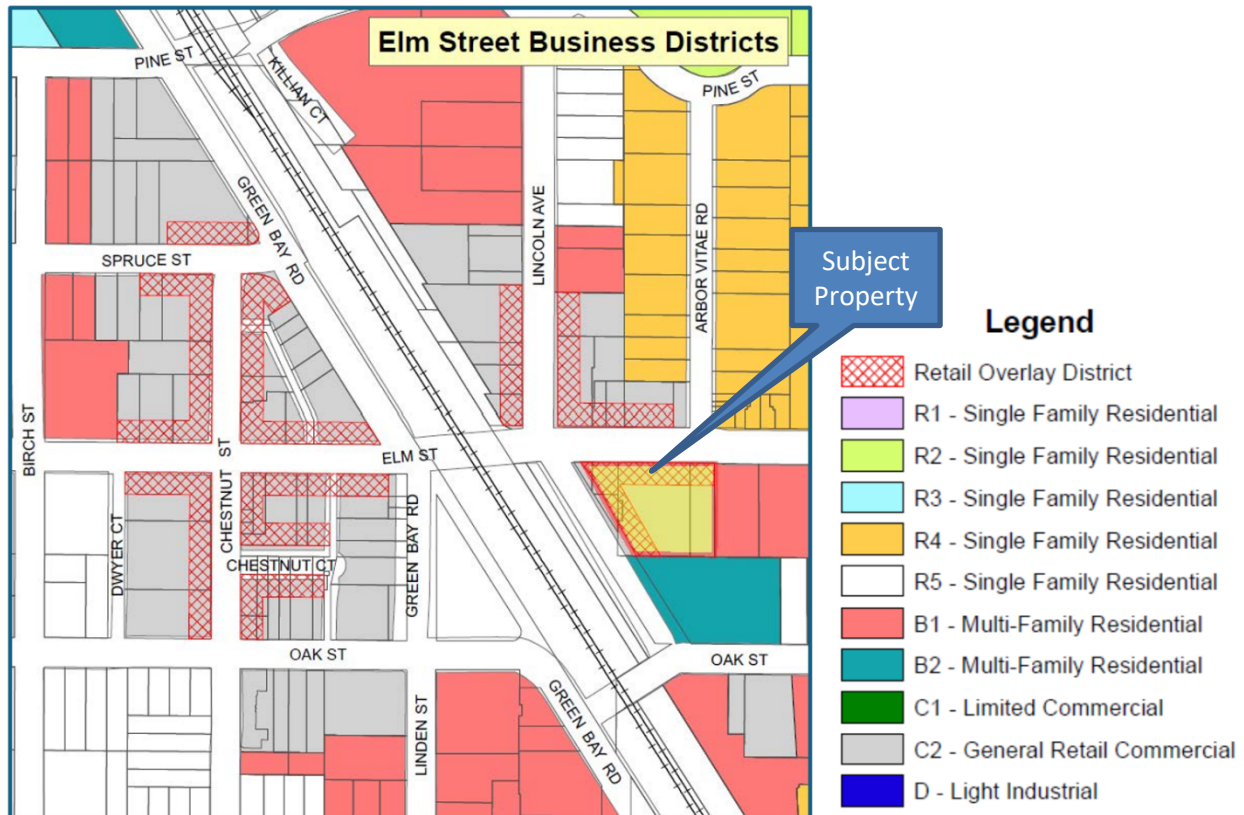 Elm Street Business Districts
PINE ST
KILLIAN CT
PINE ST
GREEN BAY RD
LINCOLN AVE
ARBOR VITAE RD
SPRUCE ST
Subject
Property
BIRCH ST
CHESTNUT ST
ELM ST
DWYER CT
GREEN BAY RD
CHESTNUT CT
OAK ST
OAK ST
LINDEN ST
GREEN BAY RD
Legend
Retail Overlay District
R1 - Single Family Residential
R2 - Single Family Residential
R3 - Single Family Residential
R4 - Single Family Residential
R5 - Single Family Residential
B1 - Multi-Family Residential
B2 - Multi-Family Residential
C1 - Limited Commercial
C2 - General Retail Commercial
D - Light Industrial